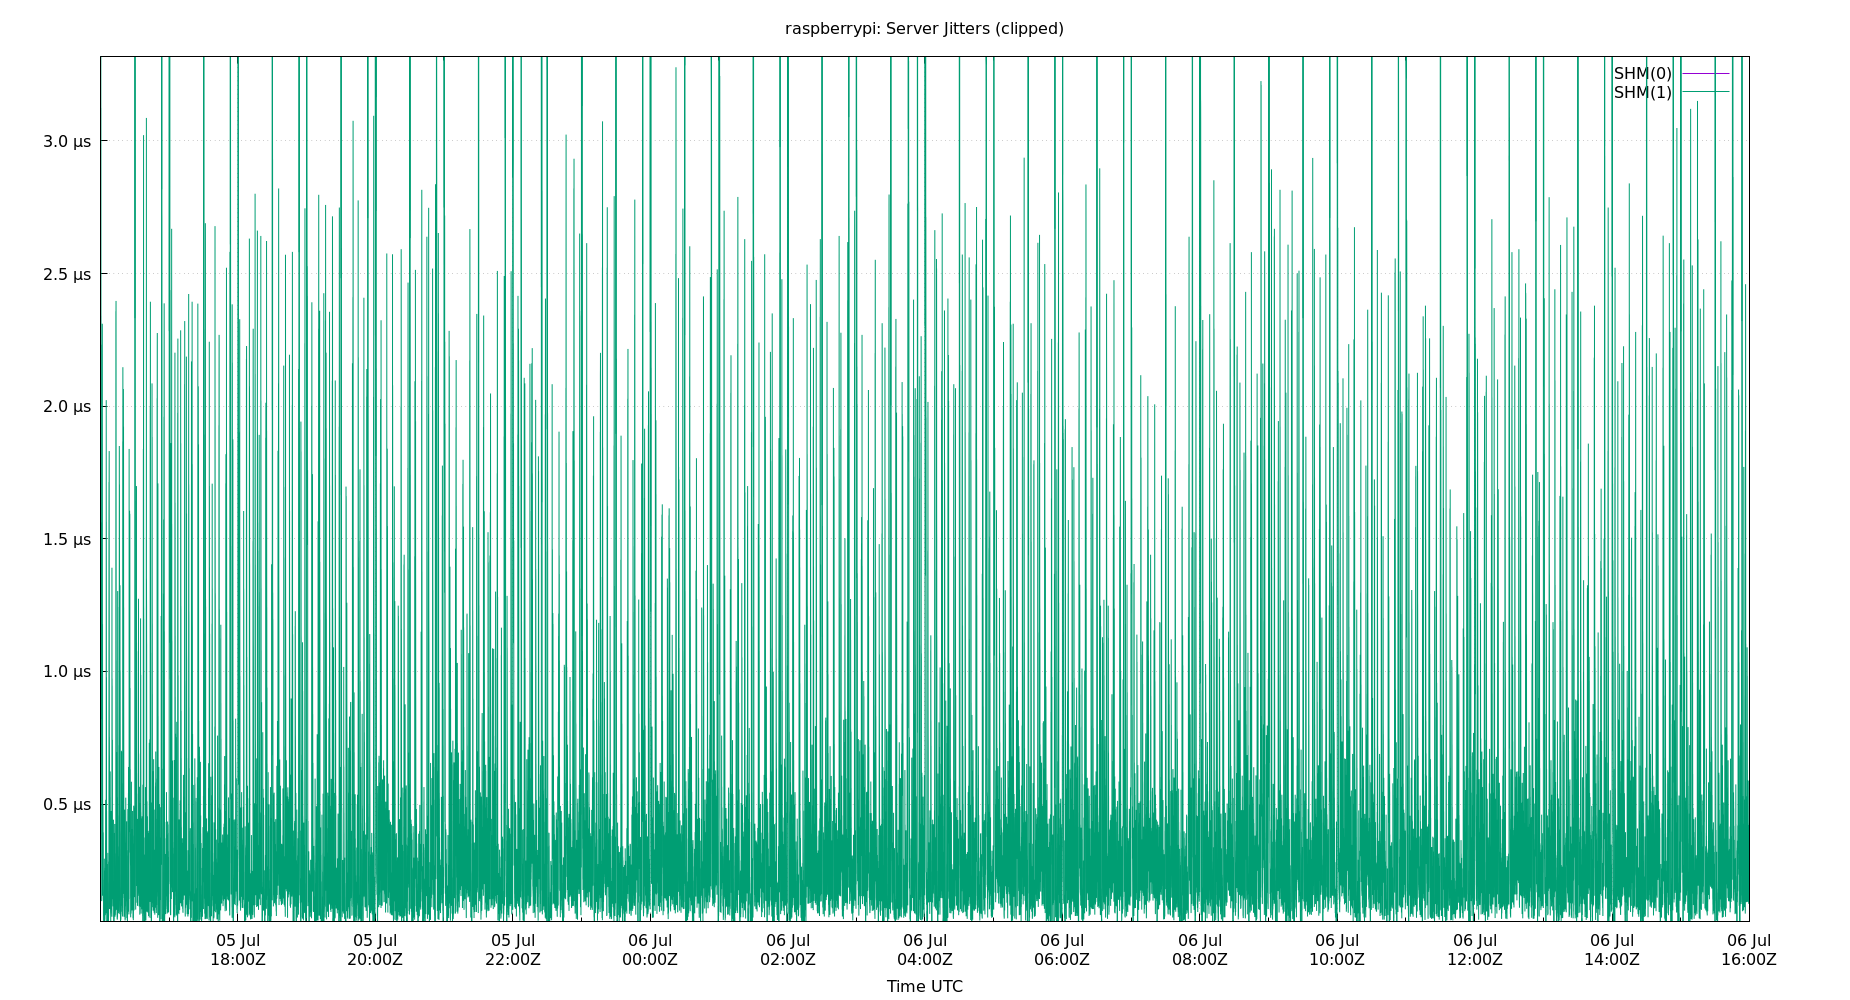 raspberrypi: Server Jitters (clipped)
SHM(0)
SHM(1)
3.0 µs
2.5 µs
2.0 µs
1.5 µs
1.0 µs
0.5 µs
05 Jul 05 Jul 05 Jul 06 Jul 06 Jul 06 Jul 06 Jul 06 Jul 06 Jul 06 Jul 06 Jul 06 Jul
18:00Z 20:00Z 22:00Z 00:00Z 02:00Z 04:00Z 06:00Z 08:00Z 10:00Z 12:00Z 14:00Z 16:00Z
Time UTC